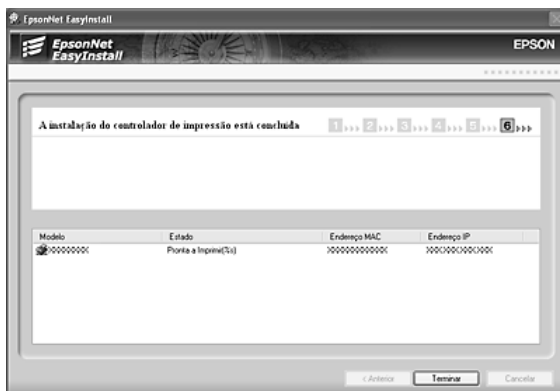 EpsonNet EasyInstall
EpsonNet
EasyInstall
EPSON
A instalação do controlador de impressão está concluída
1 2 3 4 5 6
Modelo Estado Endereço MAC Endereço IP
XXXXXXXX Pronta a Imprimir(%s) XXXXXXXXXXXX XXX.XXX.XXX.XXX
< Anterior Terminar Cancelar